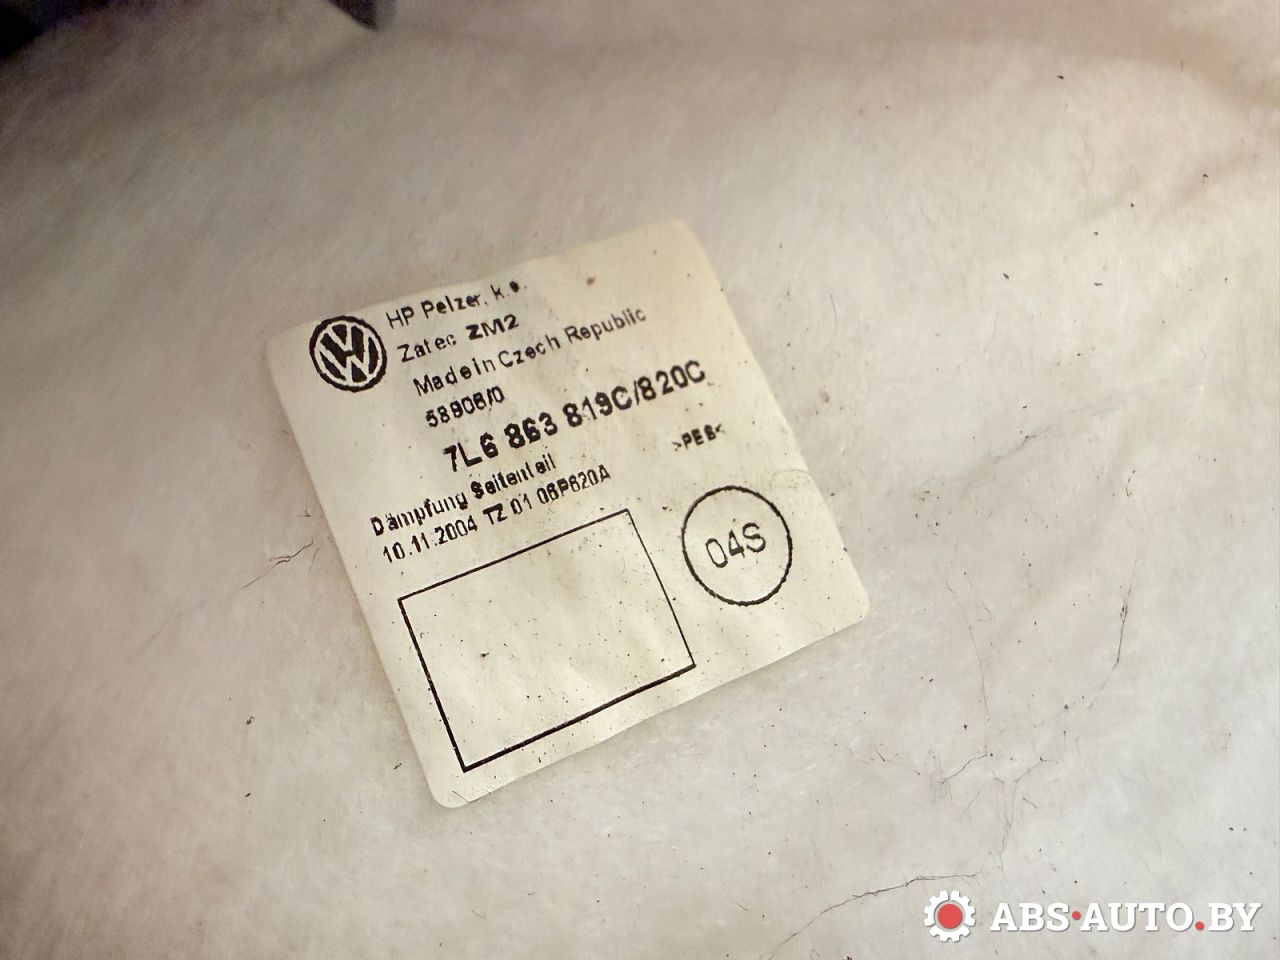 HP Pelzer, k.s.
Zatec ZM2
Made in Czech Republic
58906/0
7L6 863 819C/820C
>PES<
Dämpfung Seitenteil
10.11.2004 TZ 01 06P620A
04S
ABS-AUTO.BY